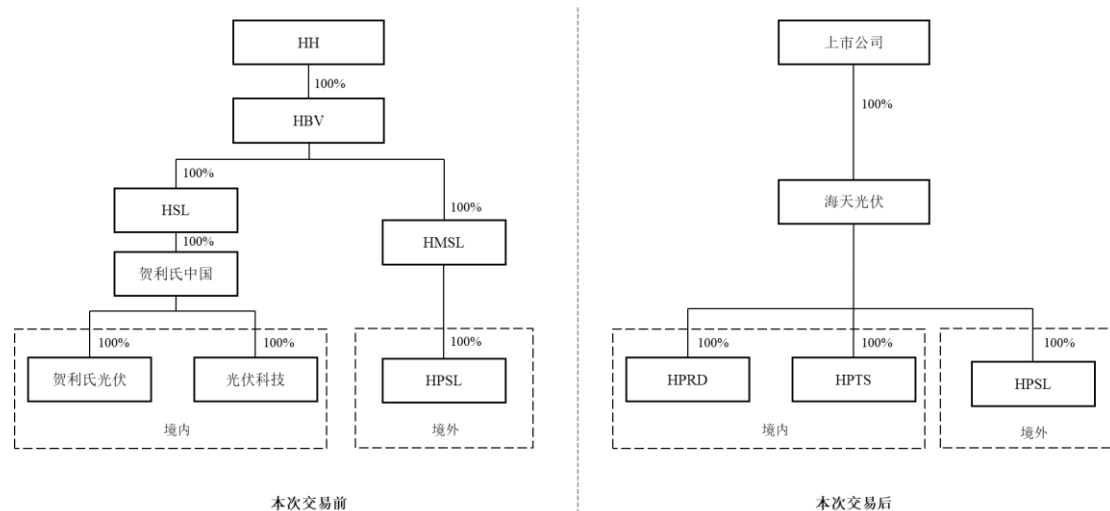 HH
100%
HBV
100%
100%
HSL
HMSL
100%
贺利氏中国
100%
100%
100%
贺利氏光伏
光伏科技
HPSL
境内
境外
本次交易前
上市公司
100%
海天光伏
100%
100%
100%
HPRD
HPTS
HPSL
境内
境外
本次交易后